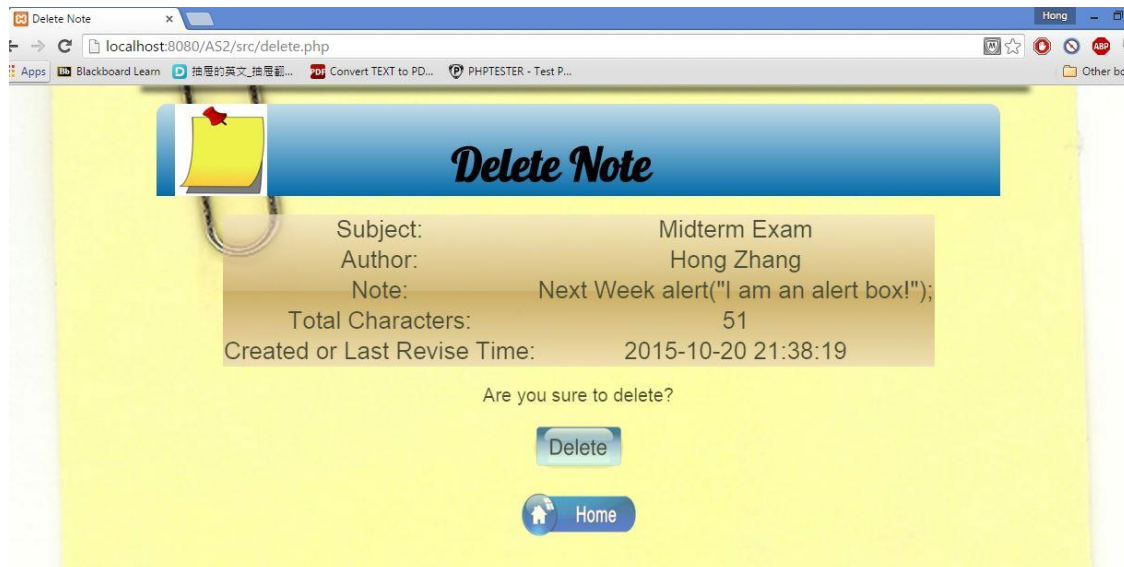 Delete Note
Hong
localhost:8080/AS2/src/delete.php
ABP
Apps Bb Blackboard Learn 抽屉的英文_抽屉翻... PDF Convert TEXT to PD... PHPTESTER - Test P... Other bo
Delete Note
Subject: Midterm Exam
Author: Hong Zhang
Note: Next Week alert("I am an alert box!");
Total Characters: 51
Created or Last Revise Time: 2015-10-20 21:38:19
Are you sure to delete?
Delete
Home